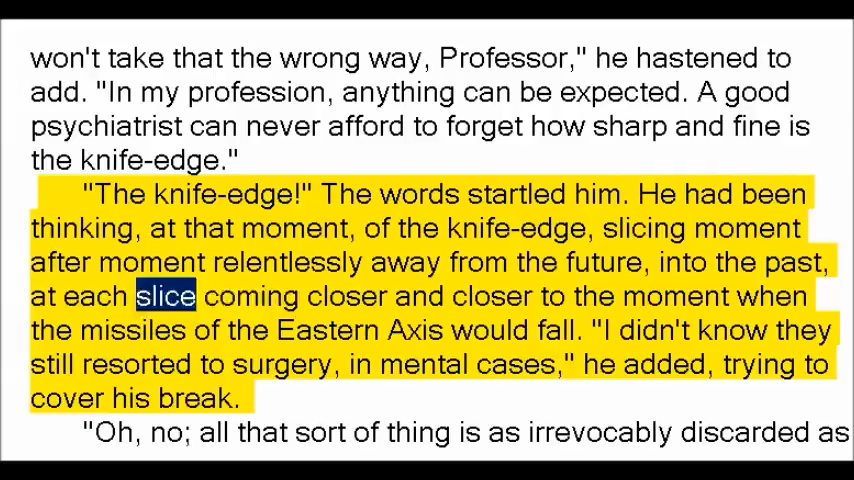 won't take that the wrong way, Professor," he hastened to
add. "In my profession, anything can be expected. A good
psychiatrist can never afford to forget how sharp and fine is
the knife-edge."
"The knife-edge!" The words startled him. He had been
thinking, at that moment, of the knife-edge, slicing moment
after moment relentlessly away from the future, into the past,
at each slice coming closer and closer to the moment when
the missiles of the Eastern Axis would fall. "I didn't know they
still resorted to surgery, in mental cases," he added, trying to
cover his break.
"Oh, no; all that sort of thing is as irrevocably discarded as